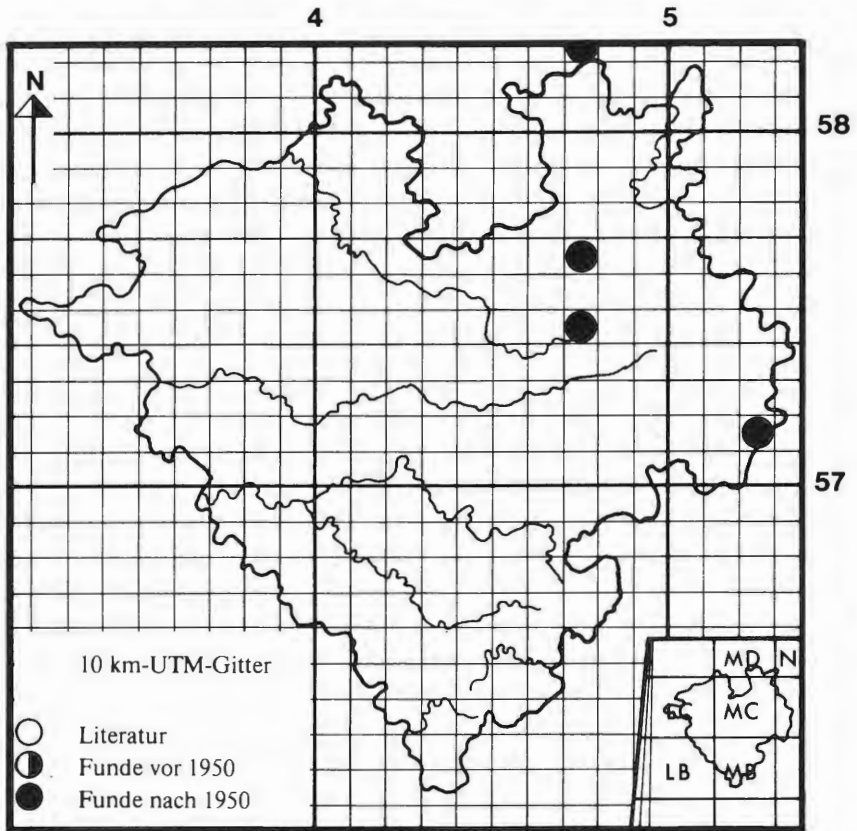 4 5
N
58
57
10 km-UTM-Gitter
MD N
MC
Literatur
Funde vor 1950
LB MB
Funde nach 1950